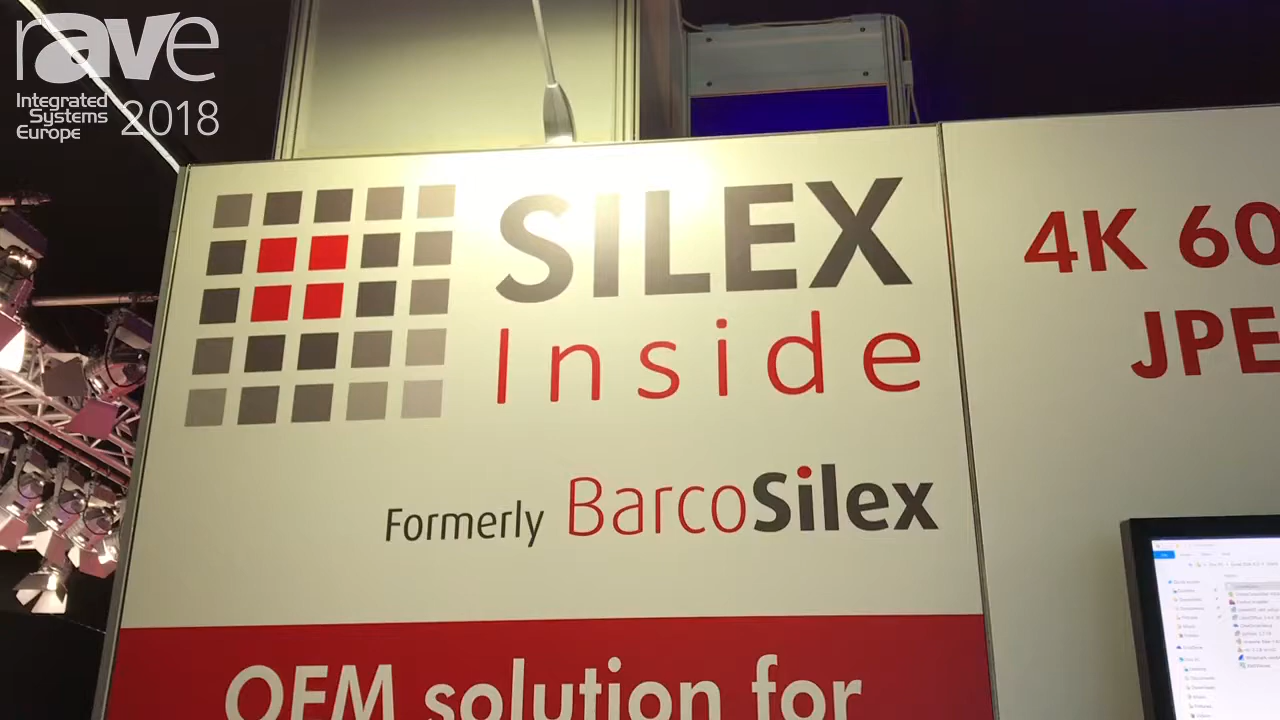 rave
Integrated
Systems
Europe 2018
SILEX
Inside
Formerly BarcoSilex
OEM solution for
4K 60
JPE